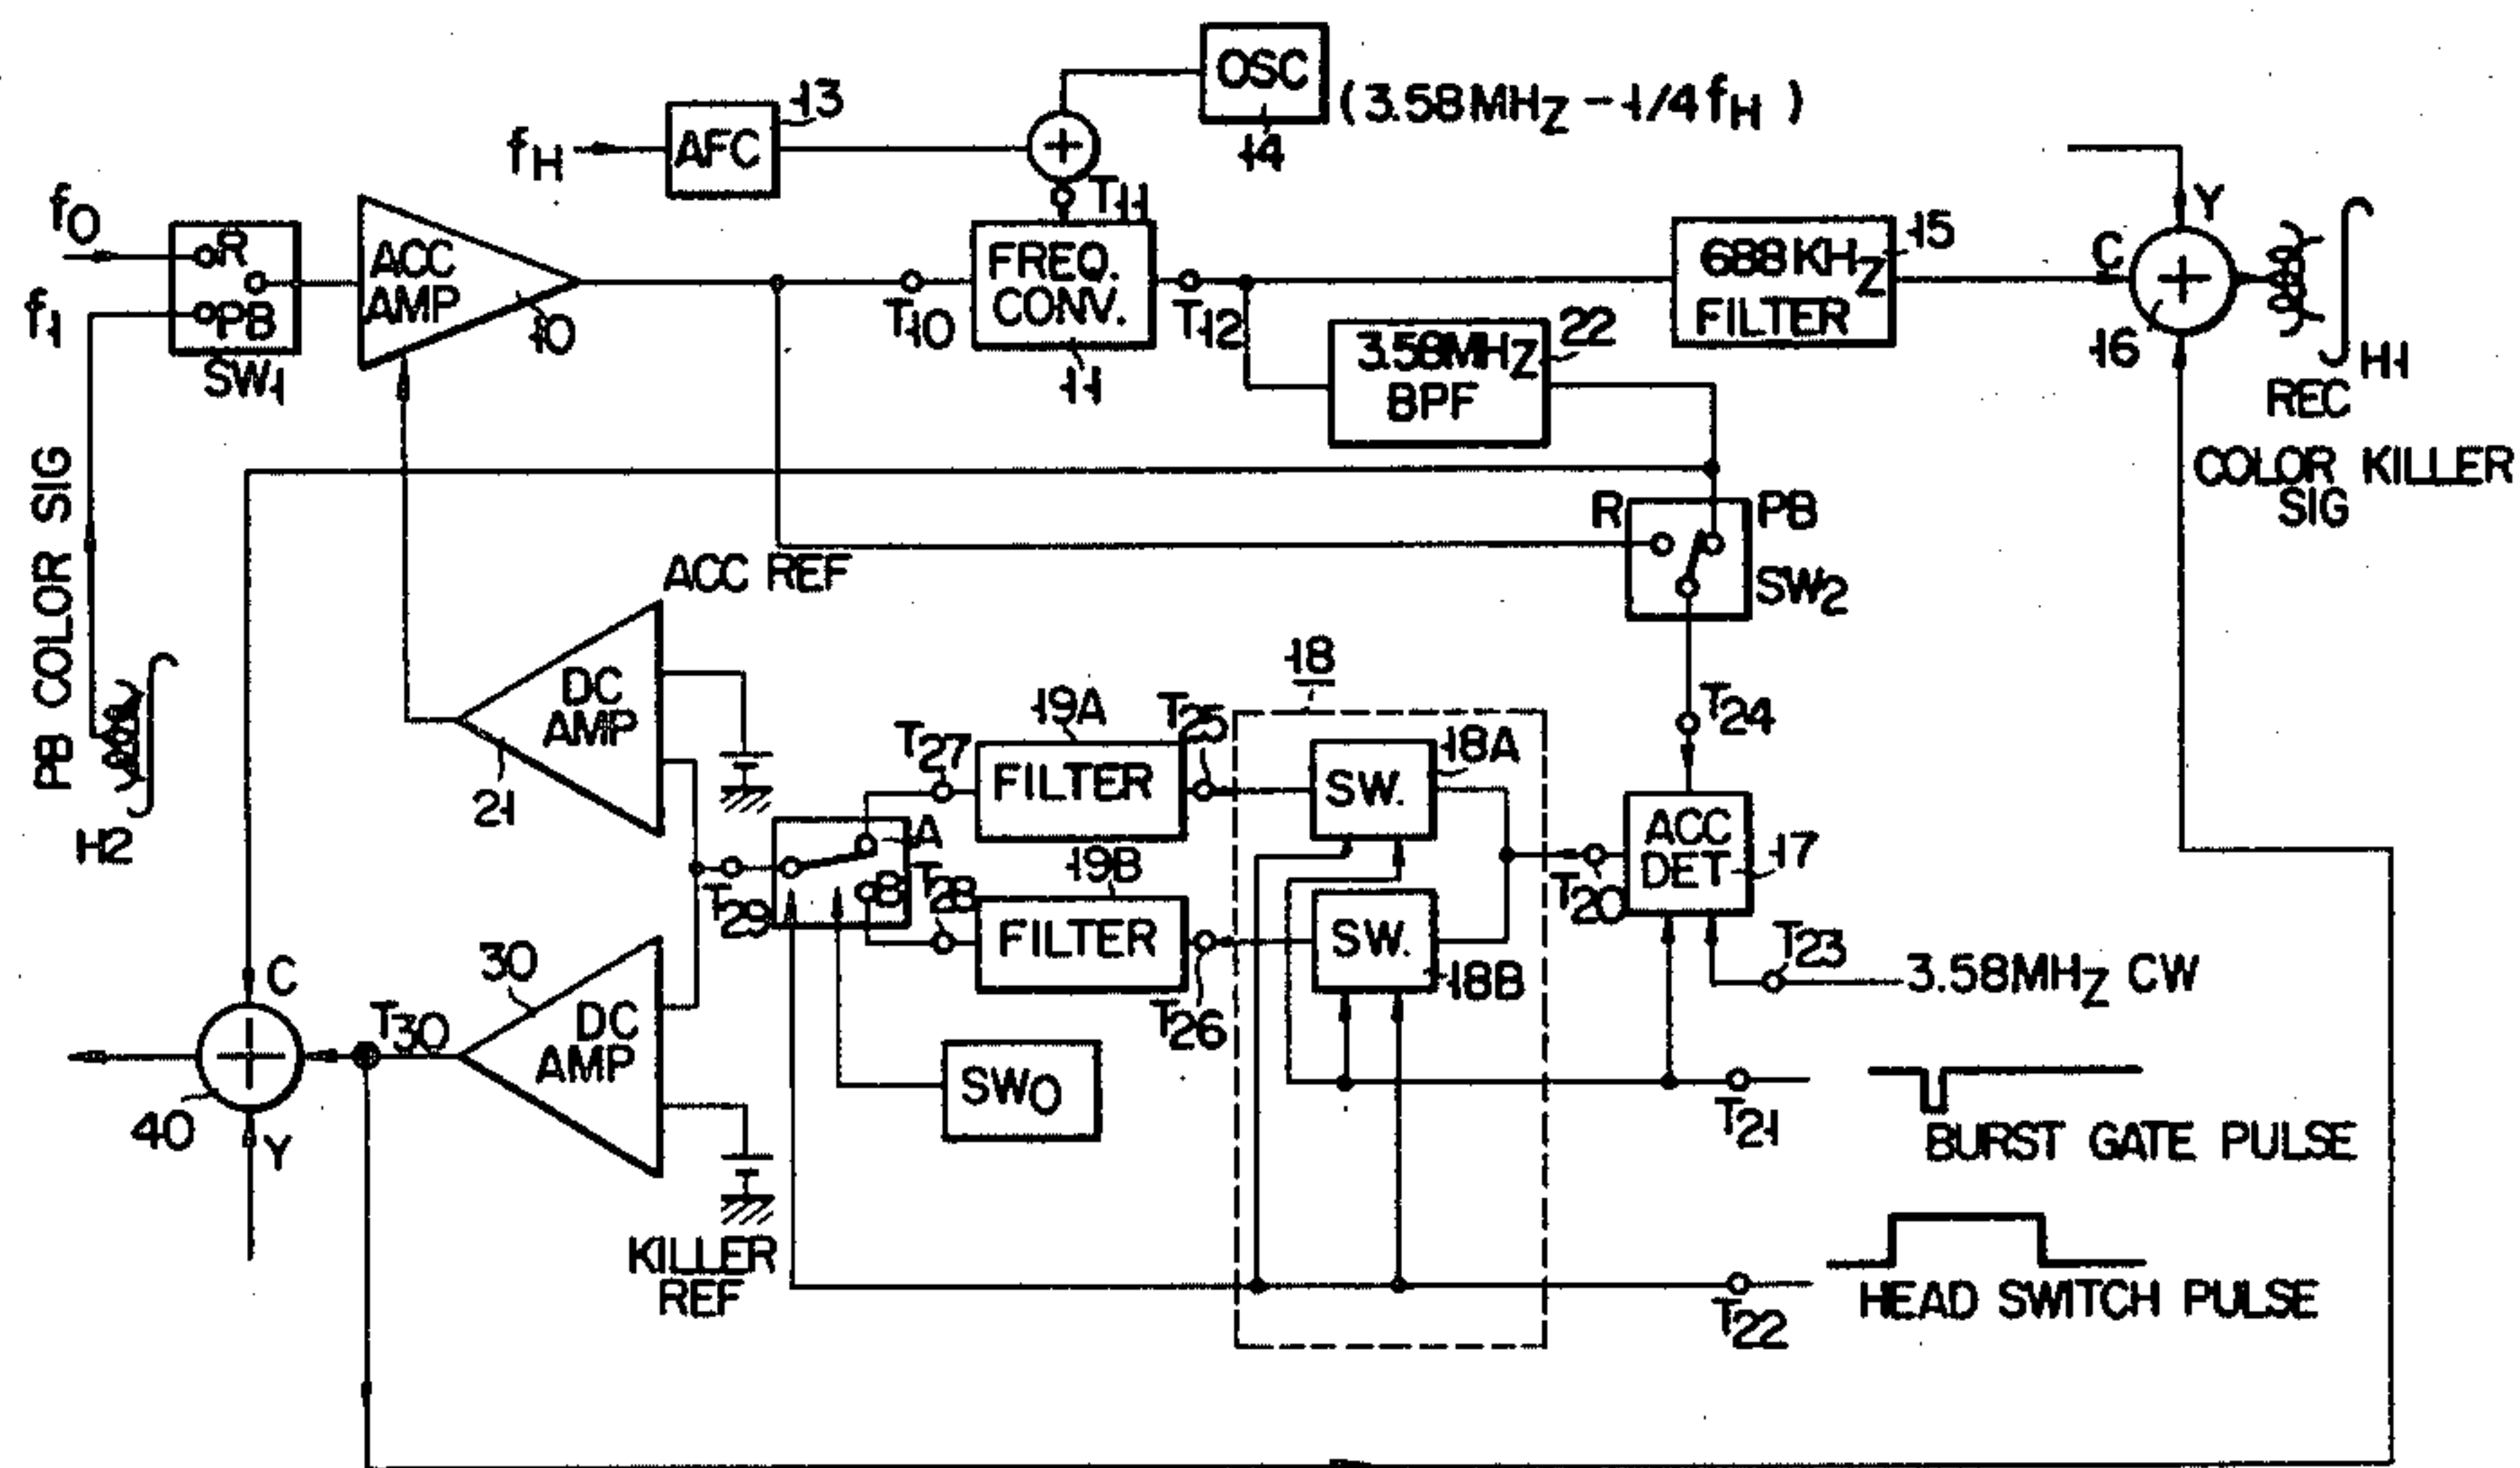 OSC (3.58MHZ - 1/4 fH)
14
13
fH AFC
+
T11
f0
R
PB
SW1
f1
ACC AMP
10
T10
FREQ. CONV.
11
T12
688 KHZ FILTER
15
3.58MHZ BPF
22
Y
C
+
16
H1
REC
COLOR KILLER SIG
PB COLOR SIG
H2
R
PB
SW2
ACC REF
DC AMP
21
18
19A
T25
T27
FILTER
SW.
18A
T24
ACC DET
17
A
B
T29
T28
19B
FILTER
T26
SW.
18B
T20
T23
3.58MHZ CW
C
+
40
Y
T30
30
DC AMP
SW0
KILLER REF
T21
BURST GATE PULSE
T22
HEAD SWITCH PULSE